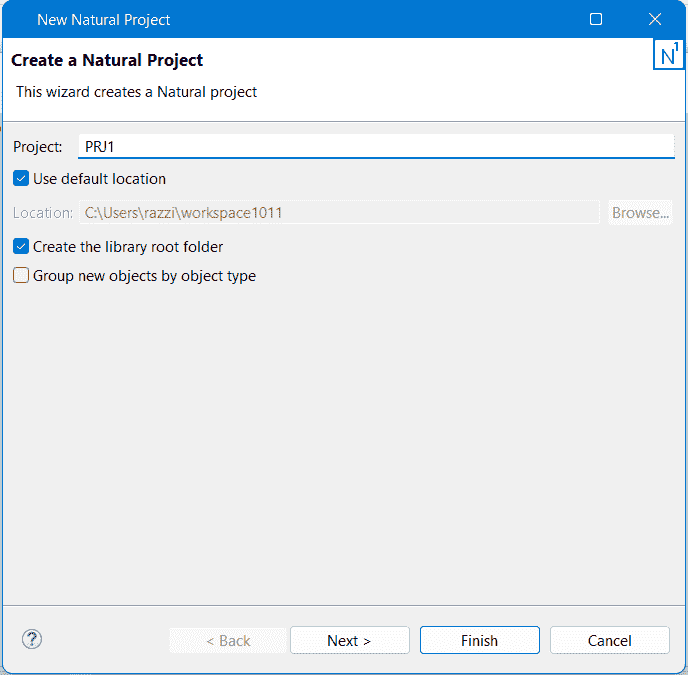 New Natural Project
Create a Natural Project
This wizard creates a Natural project
N1
Project: PRJ1
Use default location
Location: C:\Users\razzi\workspace1011 Browse...
Create the library root folder
Group new objects by object type
? < Back Next > Finish Cancel